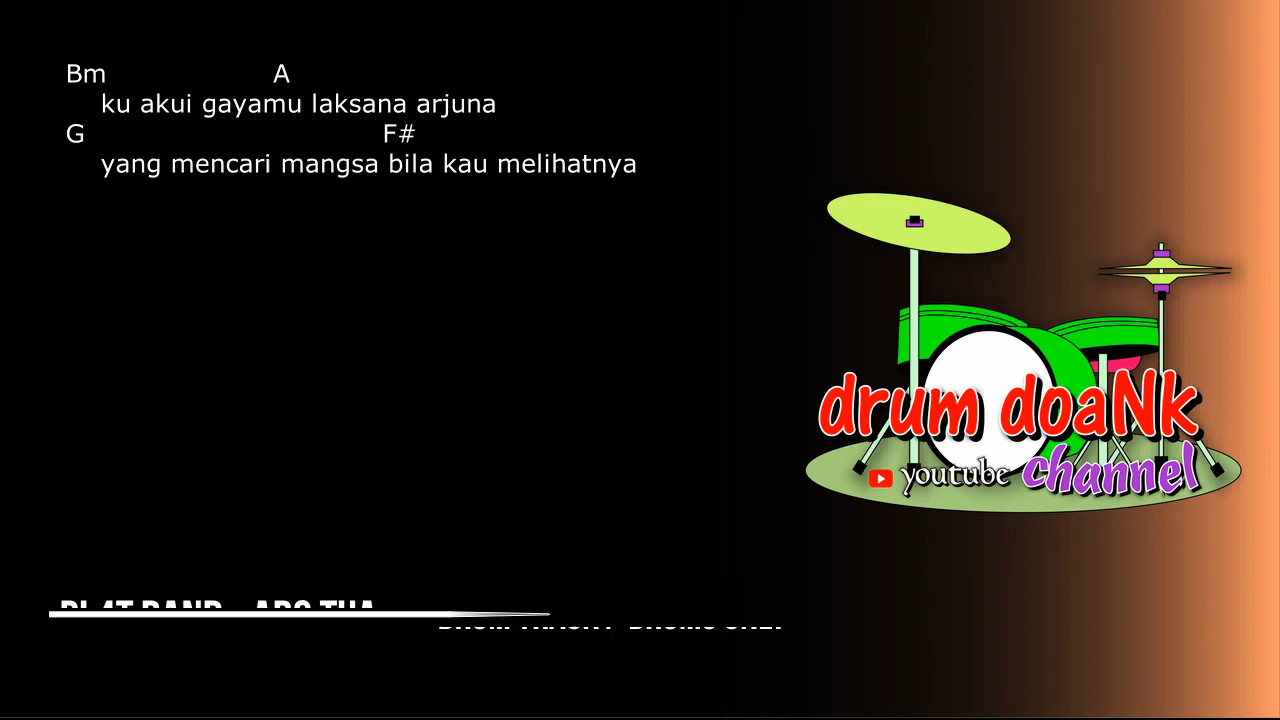 Bm A
ku akui gayamu laksana arjuna
G F#
yang mencari mangsa bila kau melihatnya
drum doaNk
youtube channel